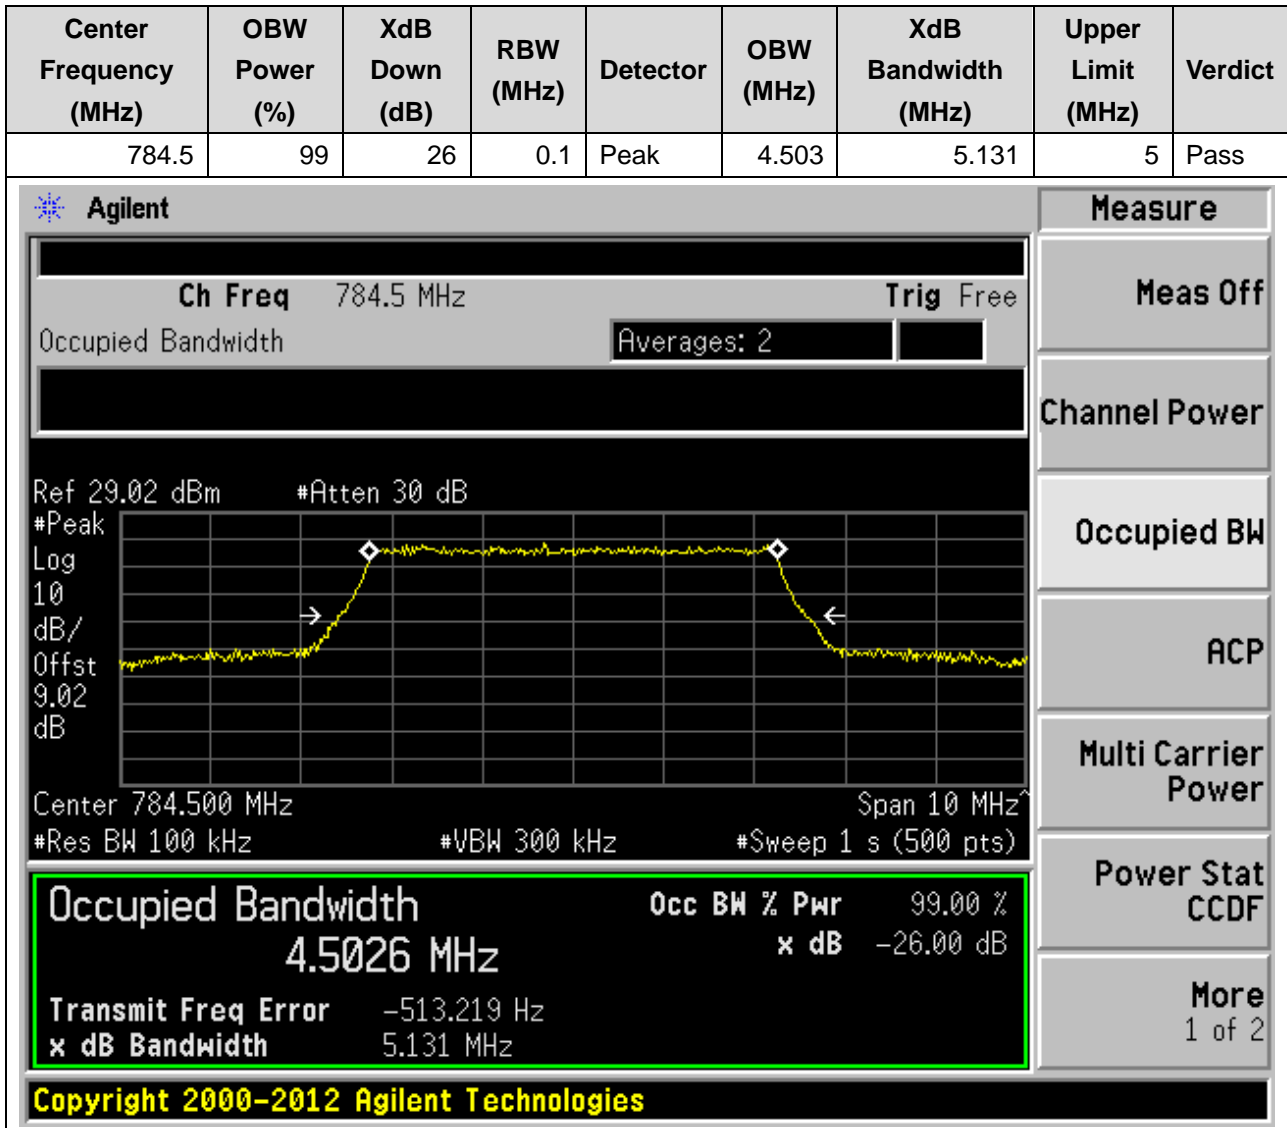 Center Frequency (MHz) OBW Power (%) XdB Down (dB) RBW (MHz) Detector OBW (MHz) XdB Bandwidth (MHz) Upper Limit (MHz) Verdict
784.5 99 26 0.1 Peak 4.503 5.131 5 Pass
Agilent
Measure
Ch Freq 784.5 MHz Trig Free
Meas Off
Occupied Bandwidth Averages: 2
Channel Power
Ref 29.02 dBm #Atten 30 dB
#Peak
Log
10
dB/
Offst
9.02
dB
Occupied BW
ACP
Multi Carrier
Power
Center 784.500 MHz Span 10 MHz^
#Res BW 100 kHz #VBW 300 kHz #Sweep 1 s (500 pts)
Power Stat
CCDF
Occupied Bandwidth Occ BW % Pwr 99.00 %
4.5026 MHz x dB -26.00 dB
Transmit Freq Error -513.219 Hz
x dB Bandwidth 5.131 MHz
More
1 of 2
Copyright 2000-2012 Agilent Technologies